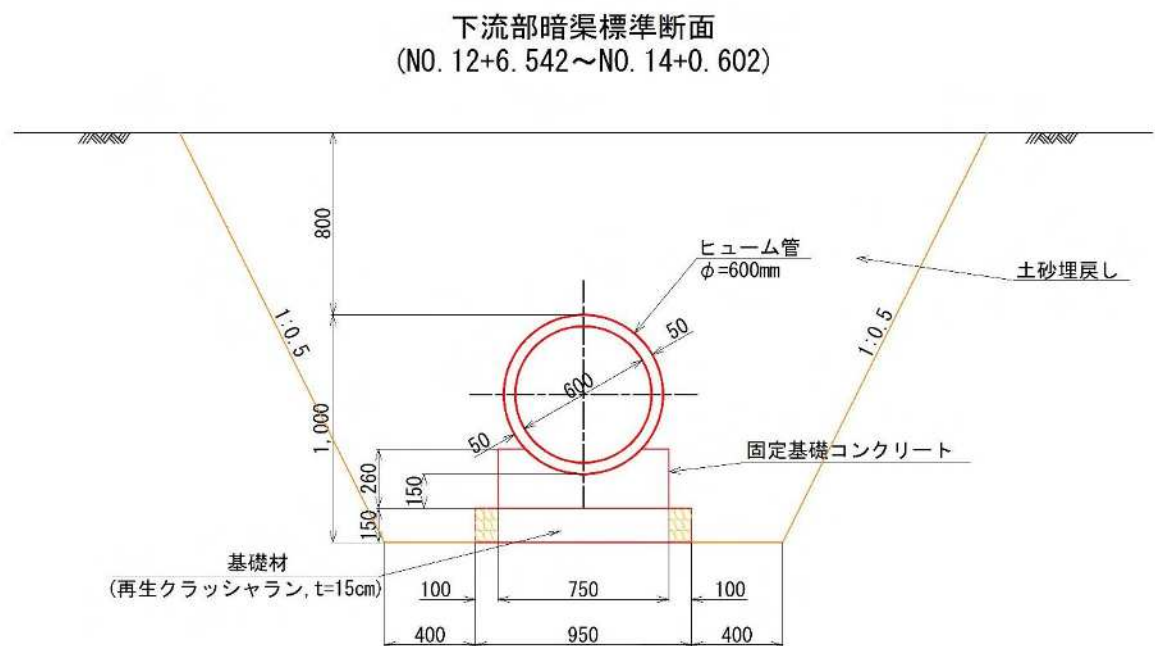 下流部暗渠標準断面
(NO. 12+6.542～NO. 14+0.602)
800
ヒューム管
φ=600mm
土砂埋戻し
1:0.5
50
1:0.5
600
1,000
50
固定基礎コンクリート
260
150
150
基礎材
(再生クラッシャラン, t=15cm)
100
750
100
400
950
400